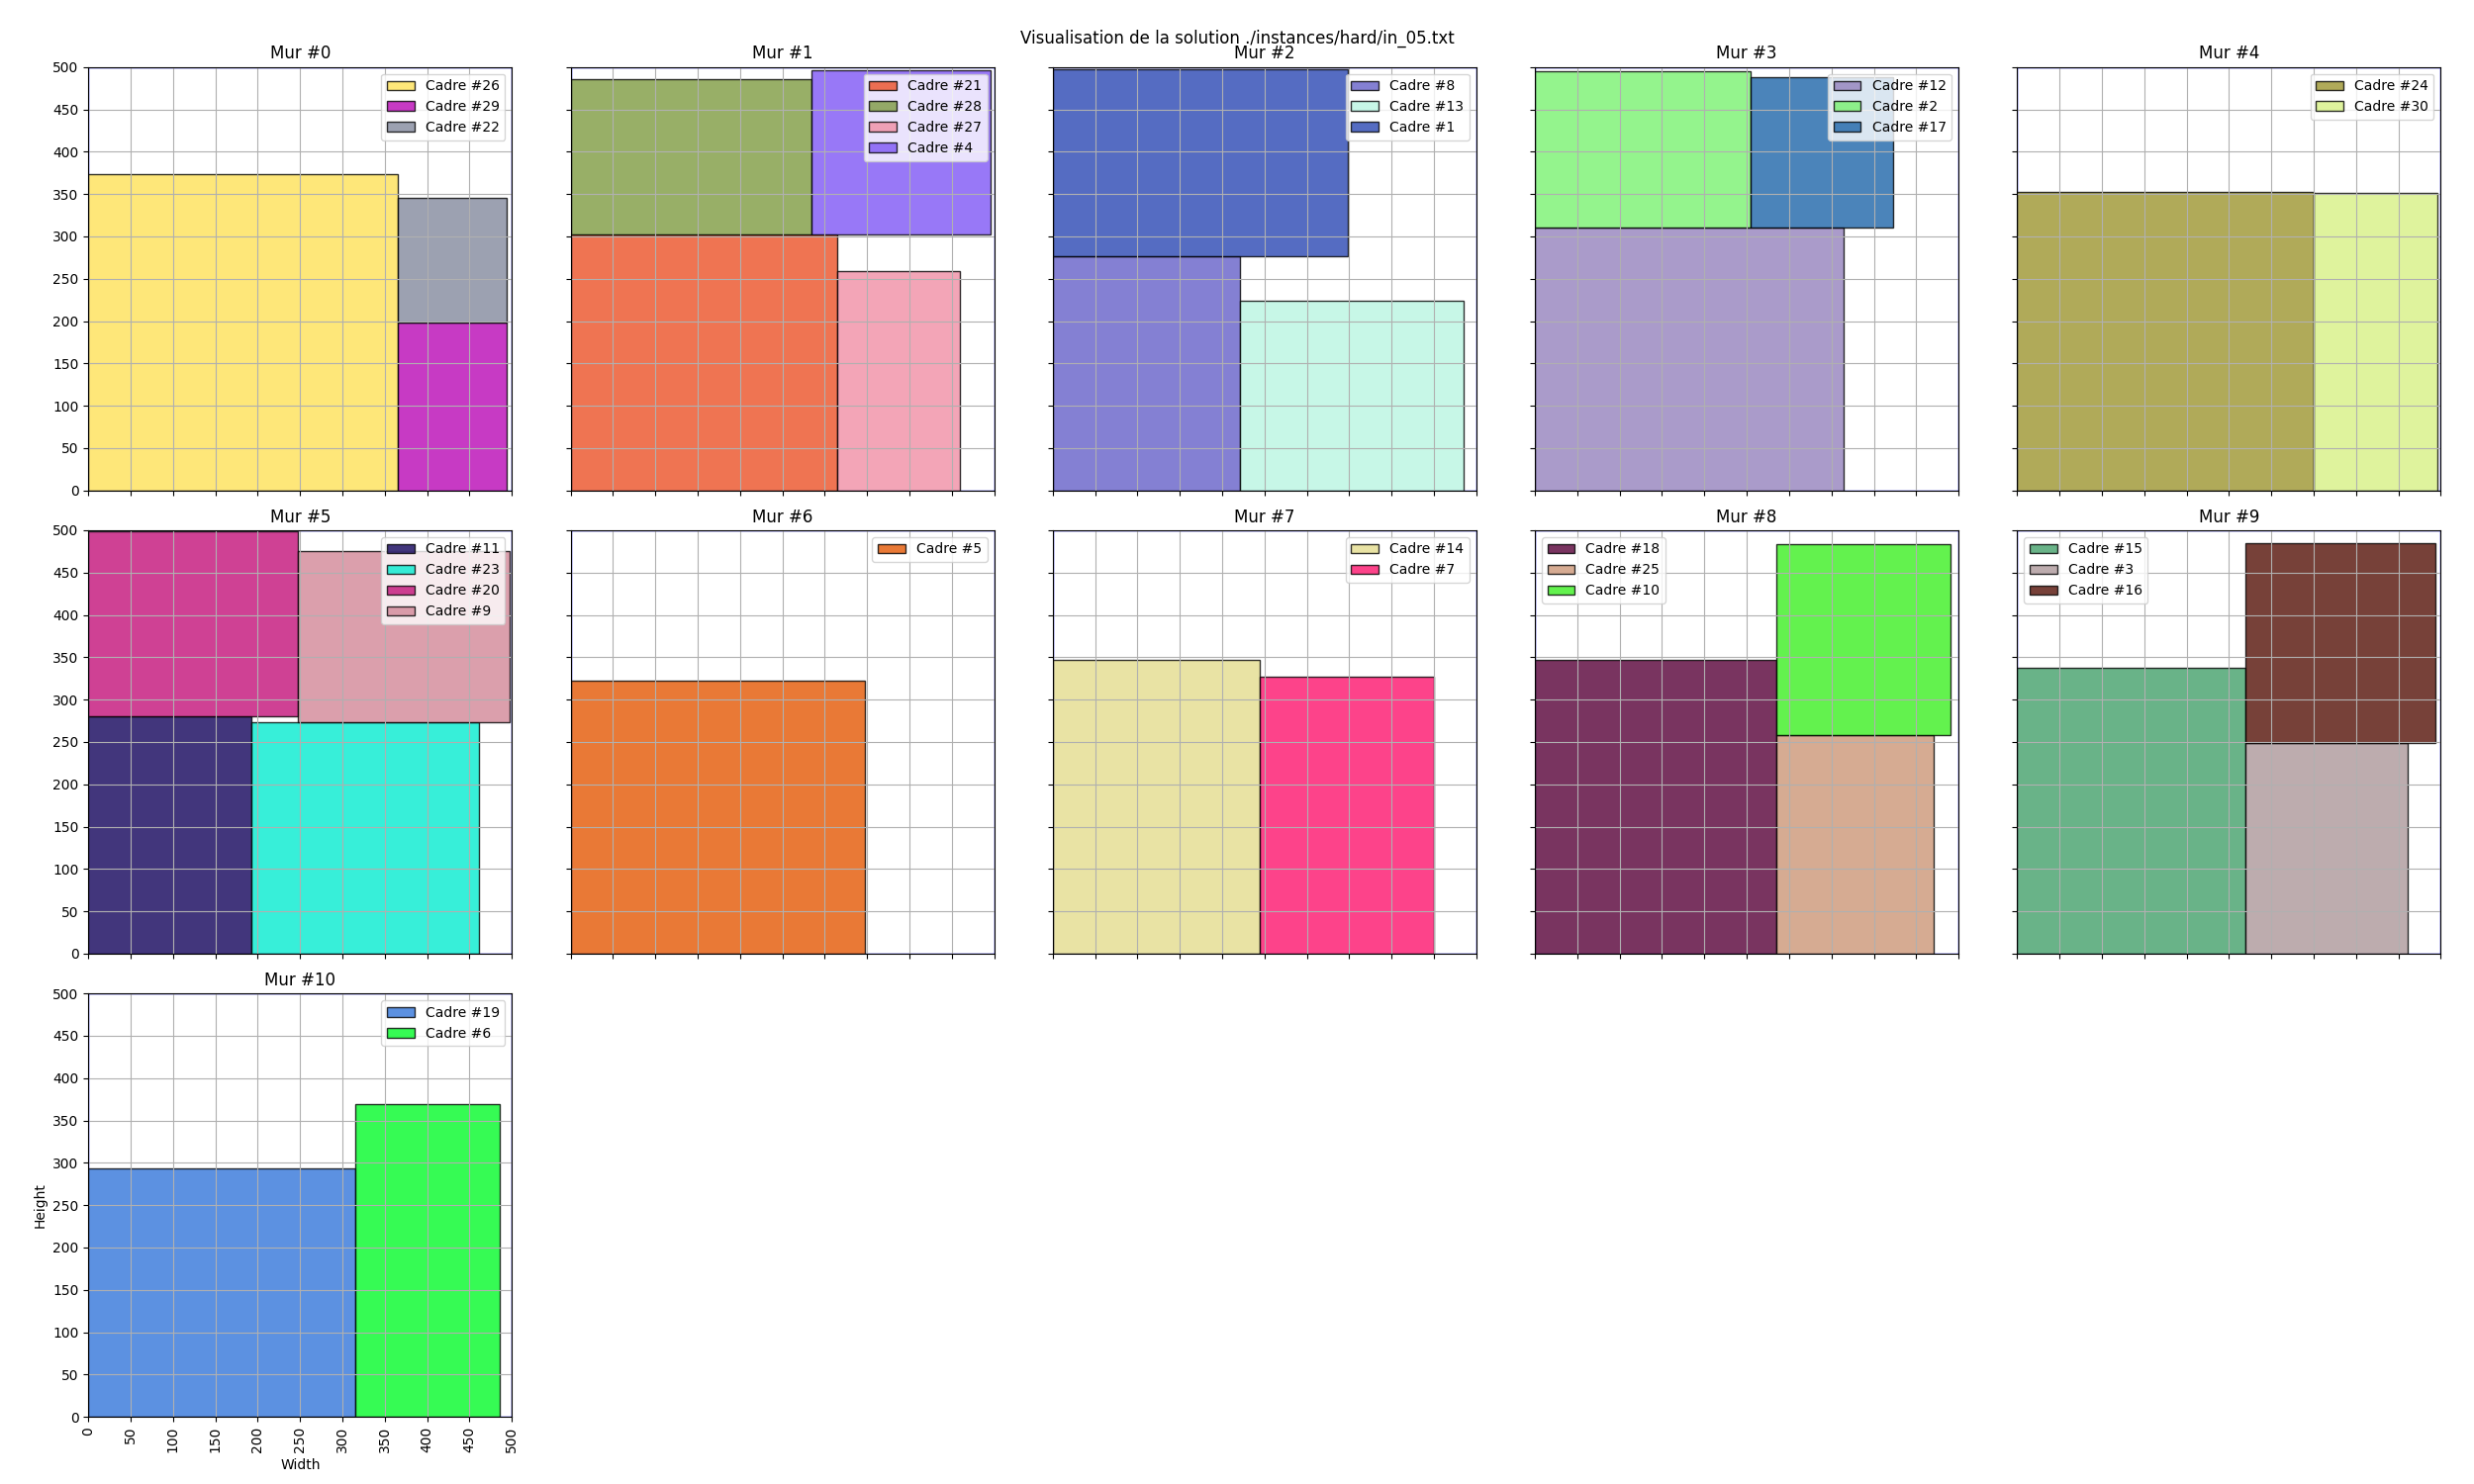 Visualisation de la solution ./instances/hard/in_05.txt
Mur #0
500
450
400
350
300
250
200
150
100
50
0
Cadre #26
Cadre #29
Cadre #22
Mur #1
Cadre #21
Cadre #28
Cadre #27
Cadre #4
Mur #2
Cadre #8
Cadre #13
Cadre #1
Mur #3
Cadre #12
Cadre #2
Cadre #17
Mur #4
Cadre #24
Cadre #30
Mur #5
500
450
400
350
300
250
200
150
100
50
0
Cadre #11
Cadre #23
Cadre #20
Cadre #9
Mur #6
Cadre #5
Mur #7
Cadre #14
Cadre #7
Mur #8
Cadre #18
Cadre #25
Cadre #10
Mur #9
Cadre #15
Cadre #3
Cadre #16
Mur #10
500
450
400
350
300
250
200
150
100
50
0
Height
Cadre #19
Cadre #6
0 50 100 150 200 250 300 350 400 450 500
Width